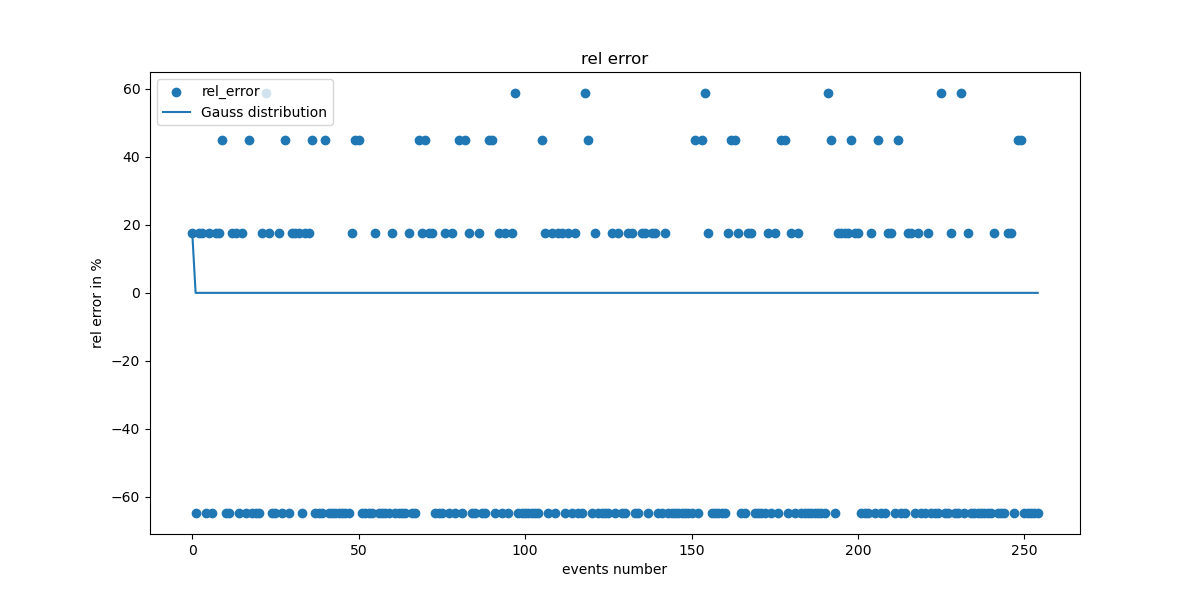 rel error
rel_error
Gauss distribution
60
40
20
0
−20
−40
−60
rel error in %
0
50
100
150
200
250
events number